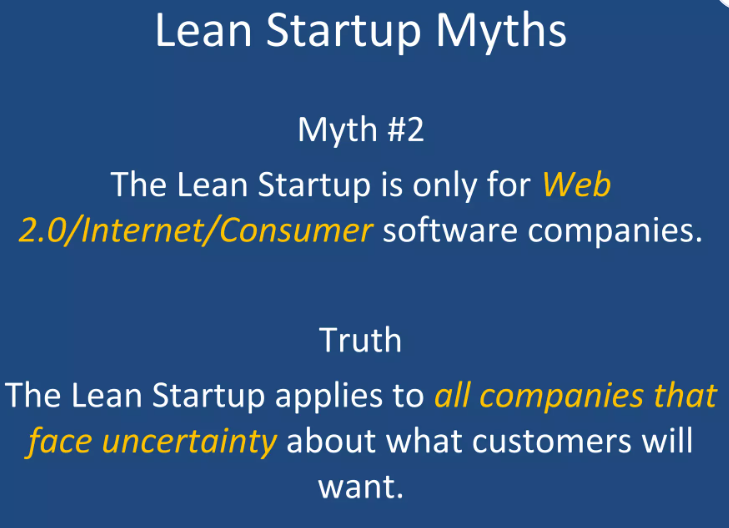 Lean Startup Myths
Myth #2
The Lean Startup is only for Web
2.0/Internet/Consumer software companies.
Truth
The Lean Startup applies to all companies that
face uncertainty about what customers will
want.